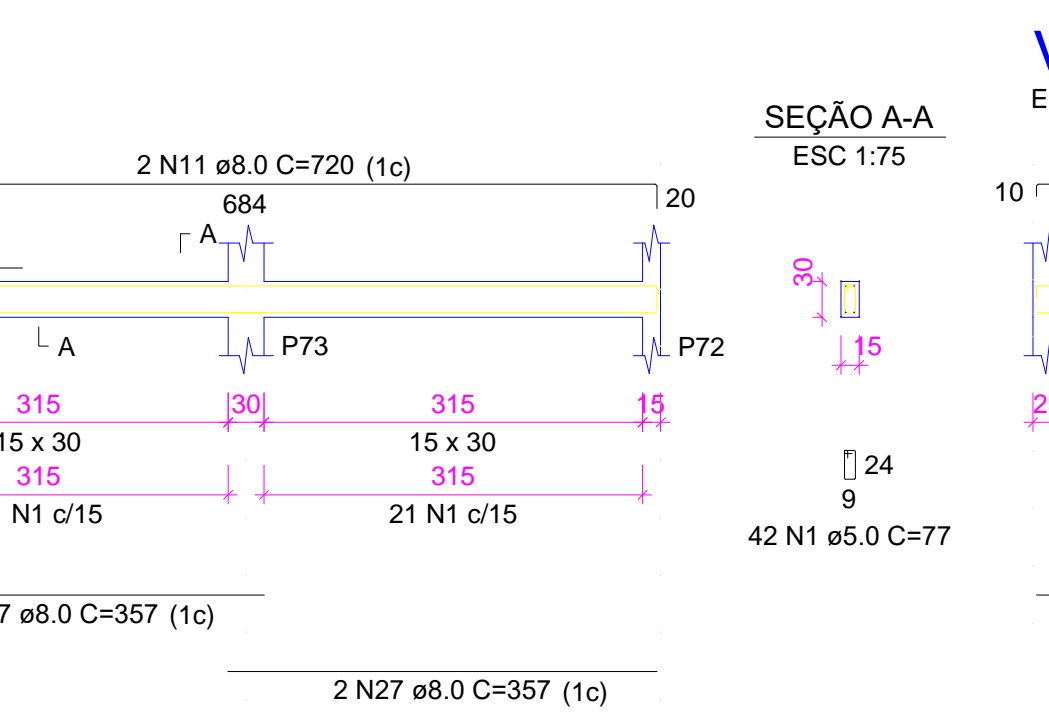 SEÇÃO A-A
ESC 1:75
2 N11 ø8.0 C=720 (1c)
684
20
10
A
30
A
P73
P72
15
315
30
315
15
15 x 30
15 x 30
315
315
24
9
N1 c/15
21 N1 c/15
42 N1 ø5.0 C=77
7 ø8.0 C=357 (1c)
2 N27 ø8.0 C=357 (1c)